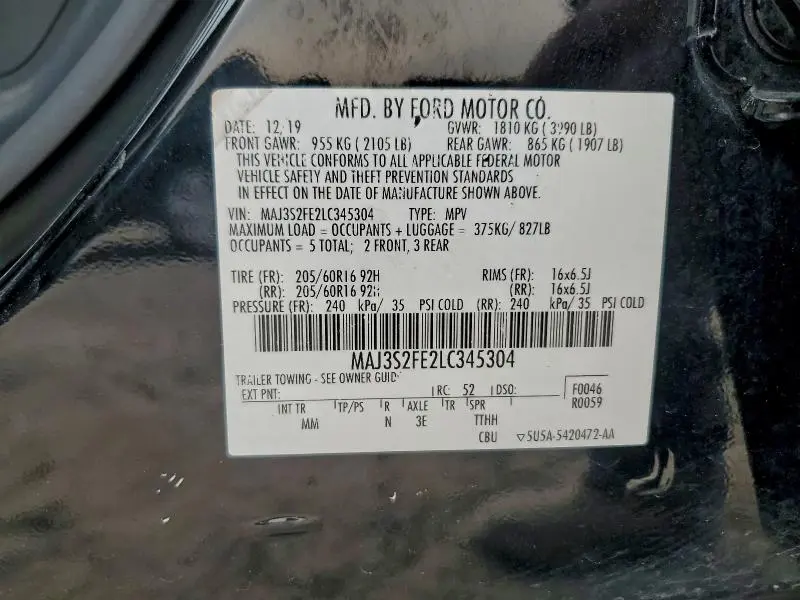 MFD. BY FORD MOTOR CO.
DATE: 12/19 GVWR: 1810 KG ( 3990 LB)
FRONT GAWR: 955 KG ( 2105 LB) REAR GAWR: 865 KG ( 1907 LB)
THIS VEHICLE CONFORMS TO ALL APPLICABLE FEDERAL MOTOR
VEHICLE SAFETY AND THEFT PREVENTION STANDARDS
IN EFFECT ON THE DATE OF MANUFACTURE SHOWN ABOVE.
VIN: MAJ3S2FE2LC345304 TYPE: MPV
MAXIMUM LOAD = OCCUPANTS + LUGGAGE = 375KG/ 827LB
OCCUPANTS = 5 TOTAL; 2 FRONT, 3 REAR
TIRE (FR): 205/60R16 92H RIMS (FR): 16x6.5J
(RR): 205/60R16 92H (RR): 16x6.5J
PRESSURE (FR): 240 kPa/ 35 PSI COLD (RR): 240 kPa/ 35 PSI COLD
MAJ3S2FE2LC345304
TRAILER TOWING - SEE OWNER GUIDE
EXT PNT: RC: 52 DSO: F0046
INT TR TP/PS R AXLE TR SPR R0059
MM N 3E TTHH
CBU 5U5A-5420472-AA